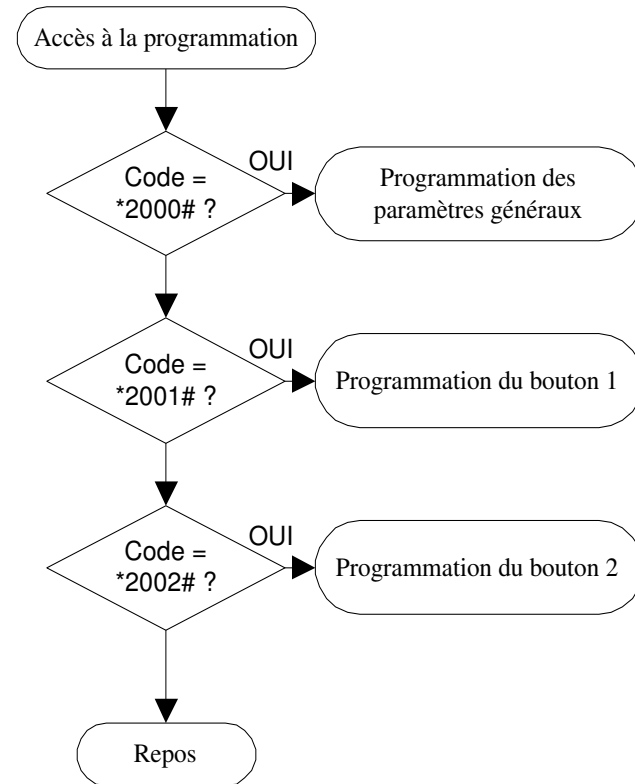 Accès à la programmation
OUI
Code =
*2000# ?
Programmation des
paramètres généraux
OUI
Code =
*2001# ?
Programmation du bouton 1
OUI
Code =
*2002# ?
Programmation du bouton 2
Repos